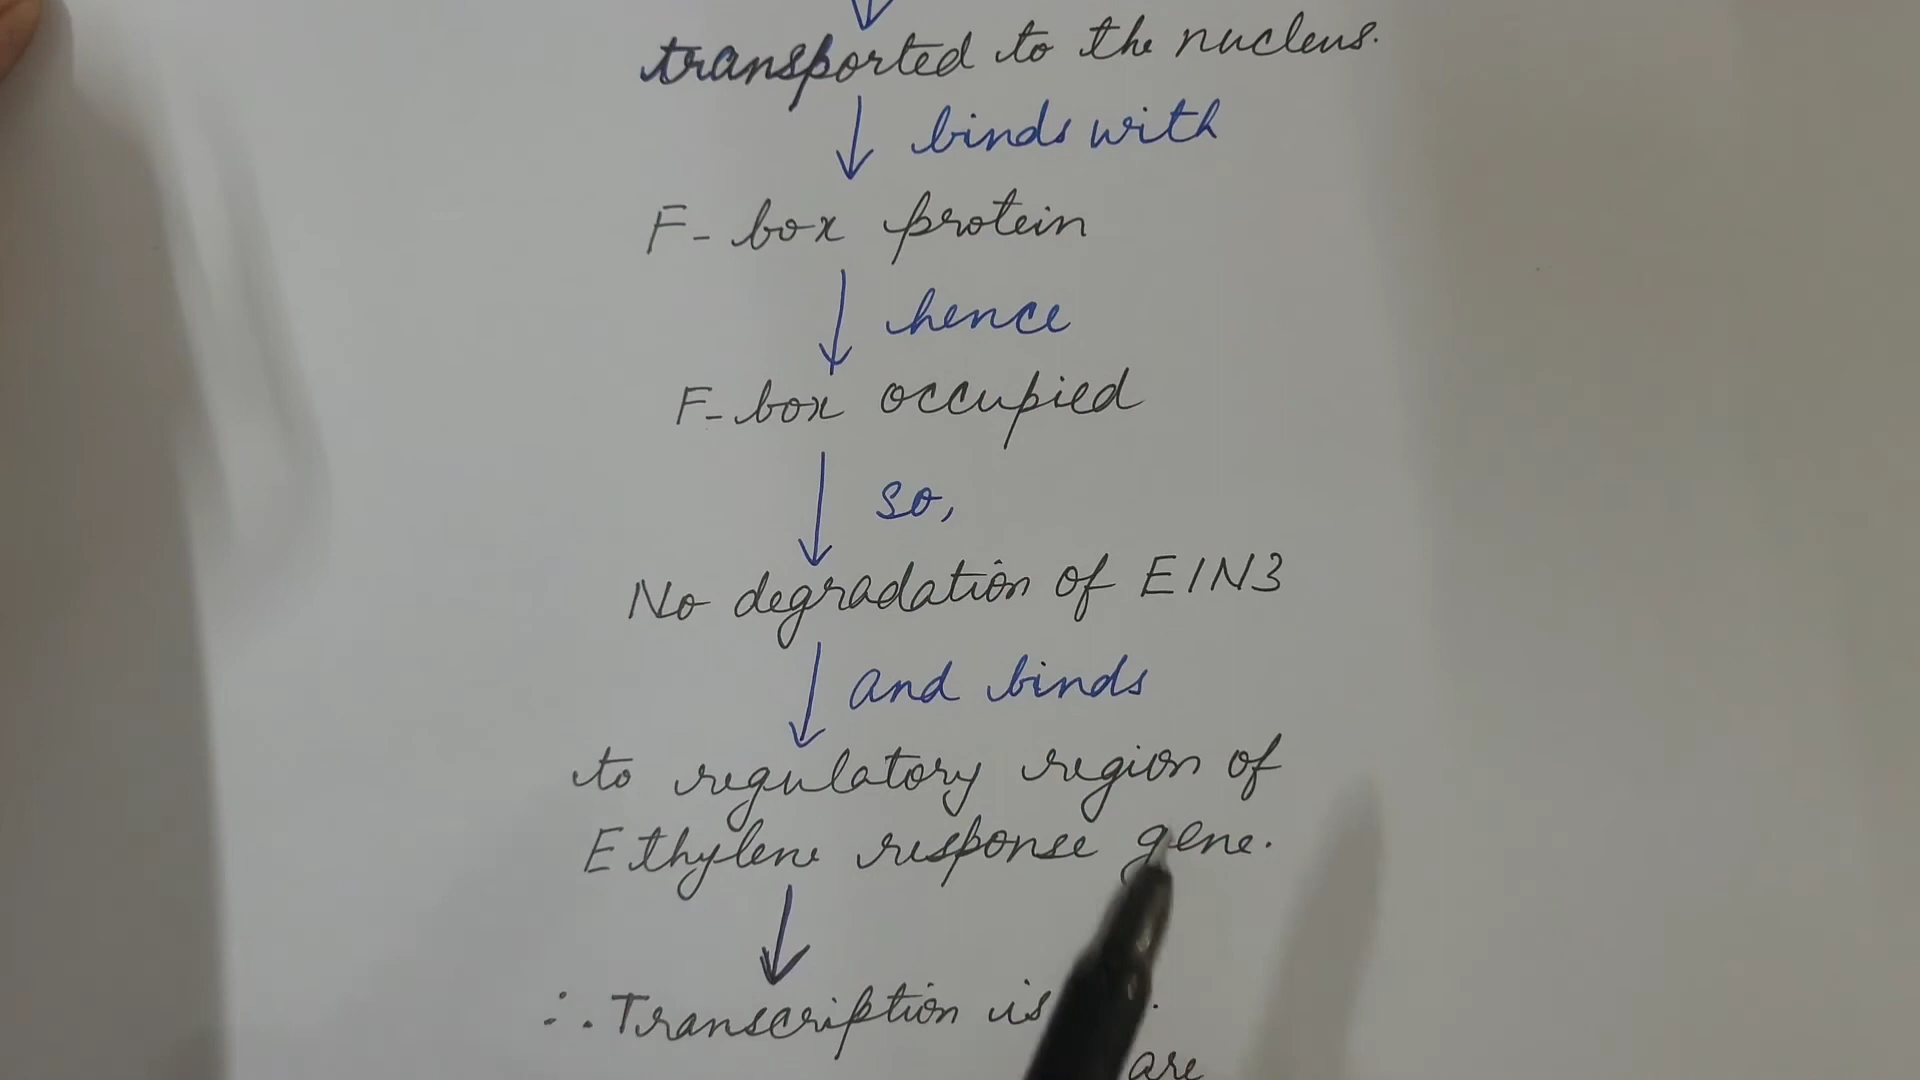 transported to the nucleus.
binds with
F-box protein
hence
F-box occupied
so,
No degradation of EIN3
and binds
to regulatory region of
Ethylene response gene.
∴ Transcription is
are